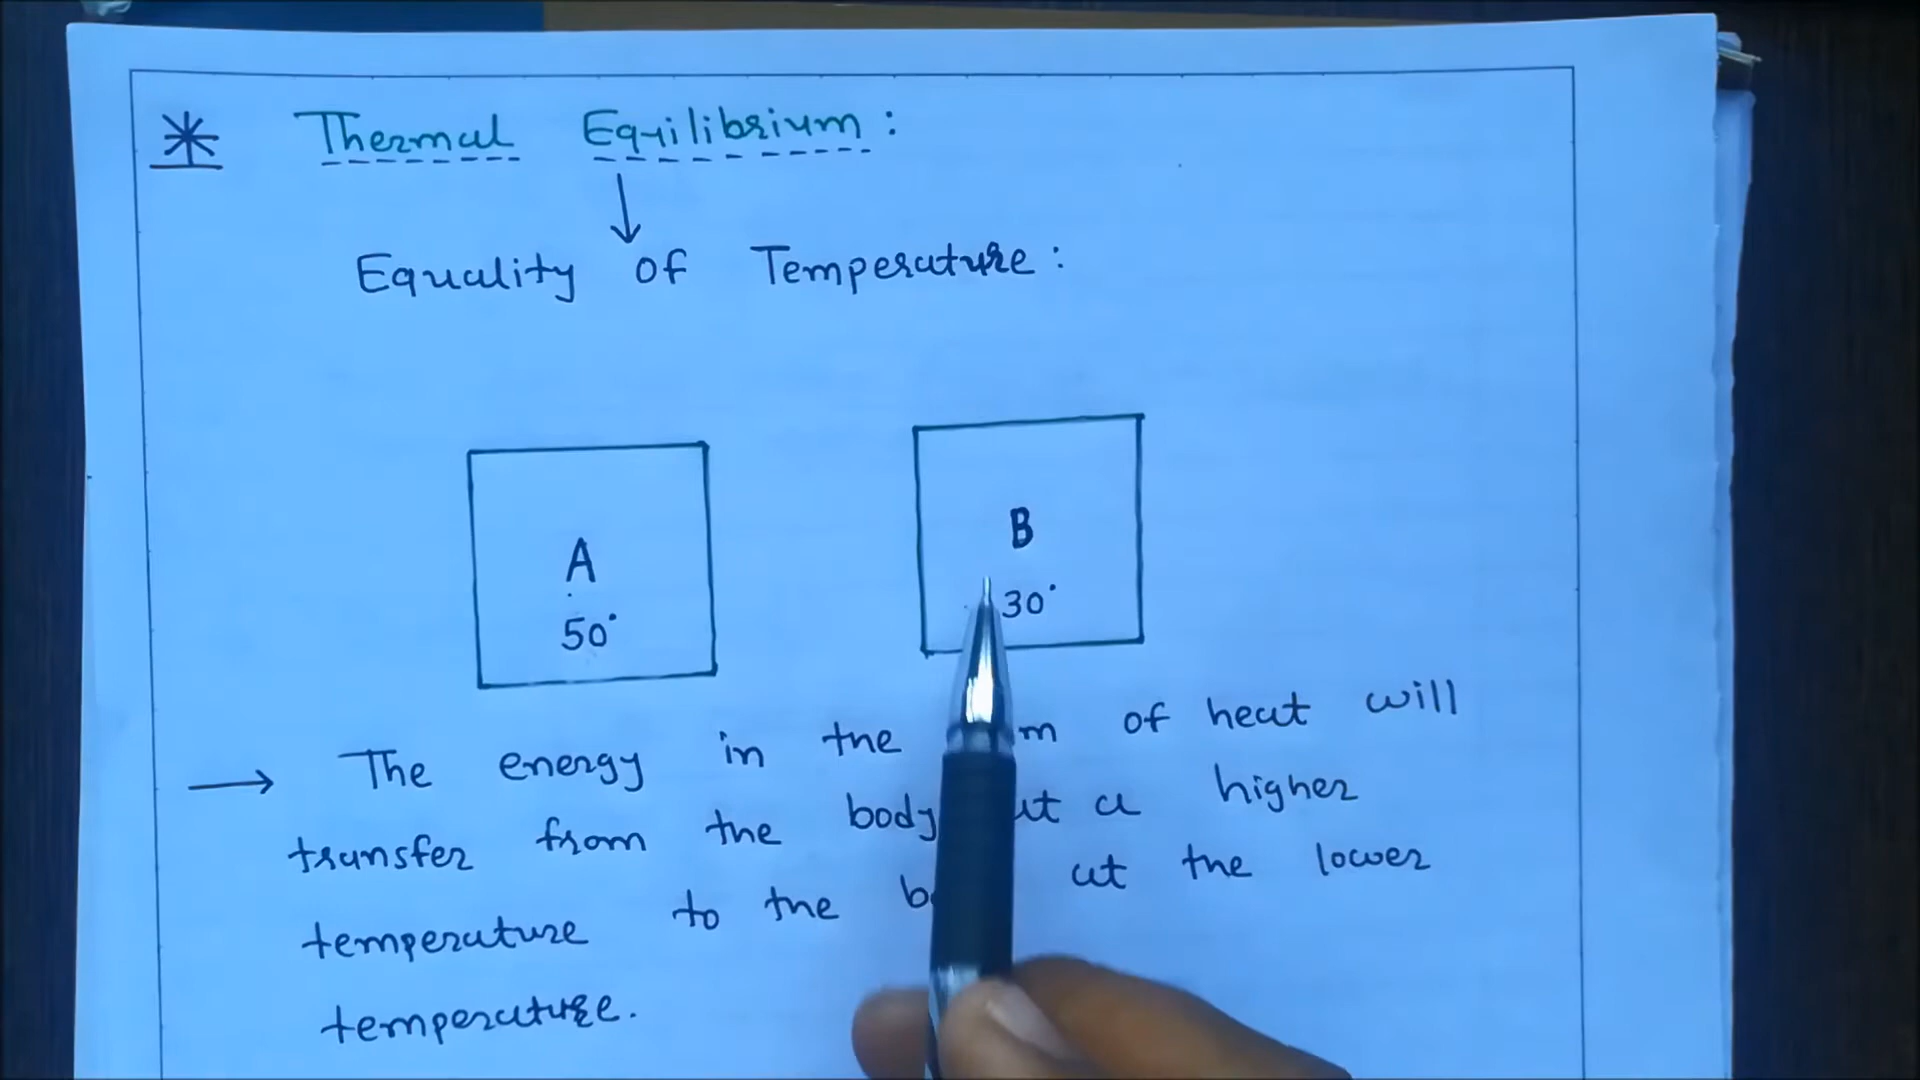 Thermal Equilibrium:
Equality of Temperature:
A
50°
B
30°
The energy in the of heat will
transfer from the body at a higher
temperature to the at the lower
temperature.